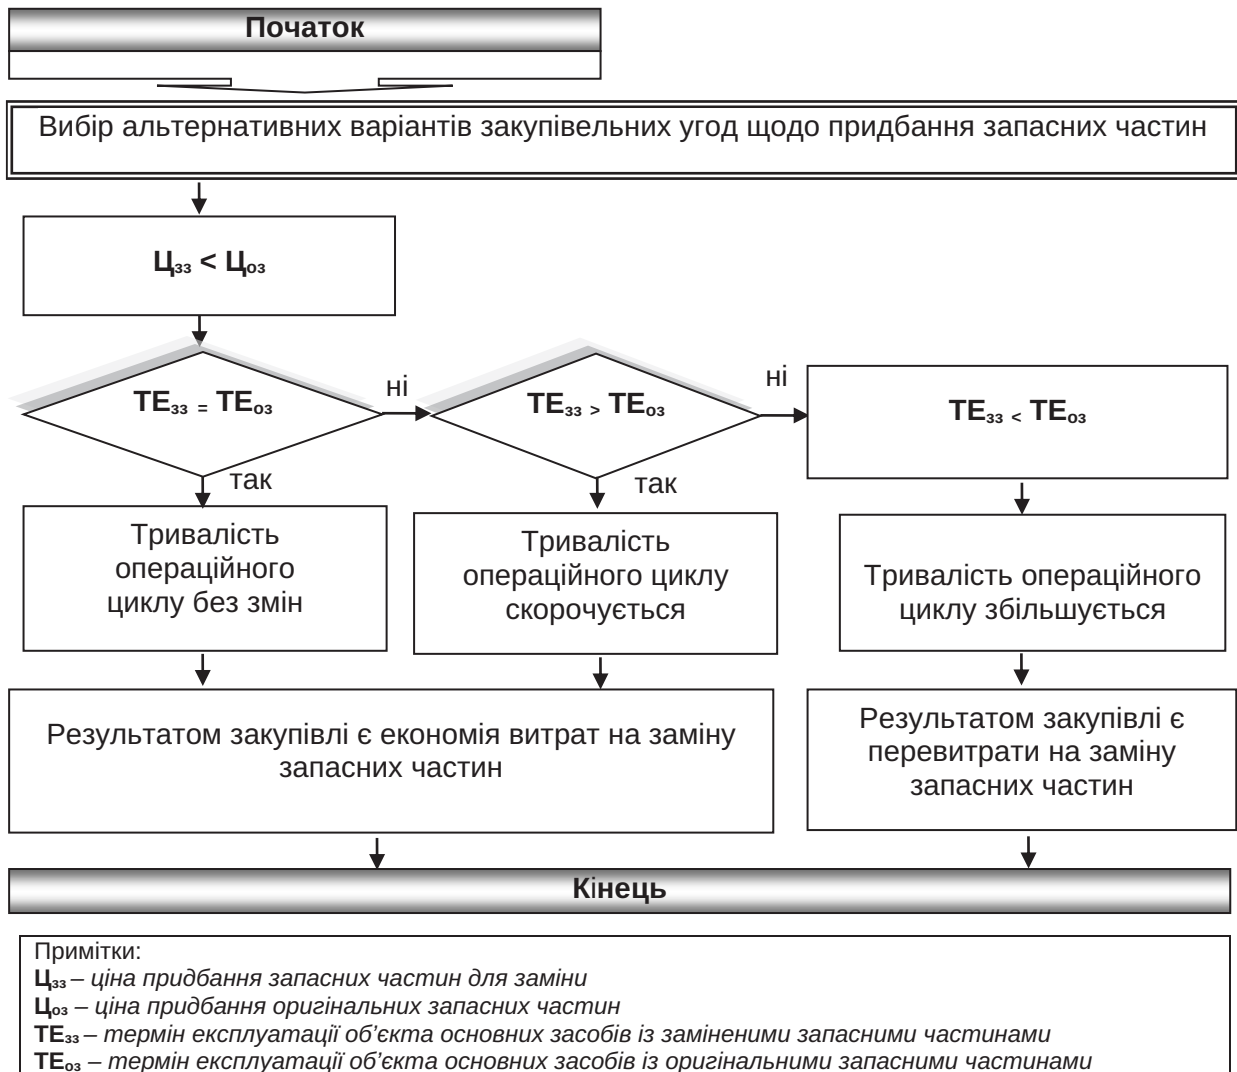 Початок
Вибір альтернативних варіантів закупівельних угод щодо придбання запасних частин
Цзз < Цоз
ТЕзз = ТЕоз
ні
ТЕзз > ТЕоз
ні
ТЕзз < ТЕоз
так
так
Тривалість
операційного
циклу без змін
Тривалість
операційного циклу
скорочується
Тривалість операційного
циклу збільшується
Результатом закупівлі є економія витрат на заміну
запасних частин
Результатом закупівлі є
перевитрати на заміну
запасних частин
Кінець
Примітки:
Цзз – ціна придбання запасних частин для заміни
Цоз – ціна придбання оригінальних запасних частин
ТЕзз – термін експлуатації об’єкта основних засобів із заміненими запасними частинами
ТЕоз – термін експлуатації об’єкта основних засобів із оригінальними запасними частинами